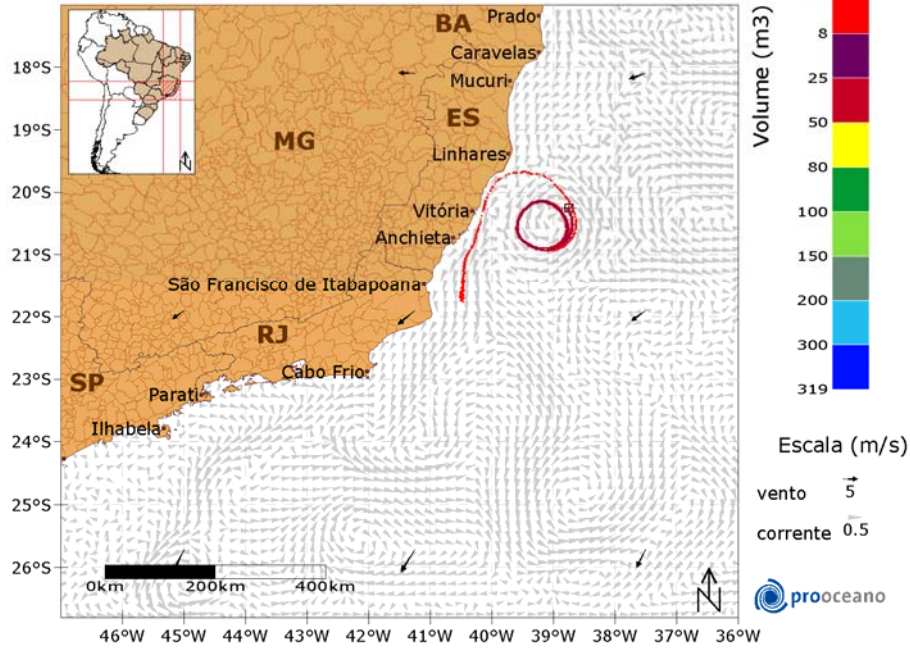 BA
Prado
Caravelas
Mucuri
ES
MG
Linhares
Vitória
Anchieta
São Francisco de Itabapoana
RJ
SP
Cabo Frio
Parati
Ilhabela
18°S
19°S
20°S
21°S
22°S
23°S
24°S
25°S
26°S
0km 200km 400km
N
N
46°W 45°W 44°W 43°W 42°W 41°W 40°W 39°W 38°W 37°W 36°W
Volume (m3)
8
25
50
80
100
150
200
300
319
Escala (m/s)
vento 5
corrente 0.5
prooceano